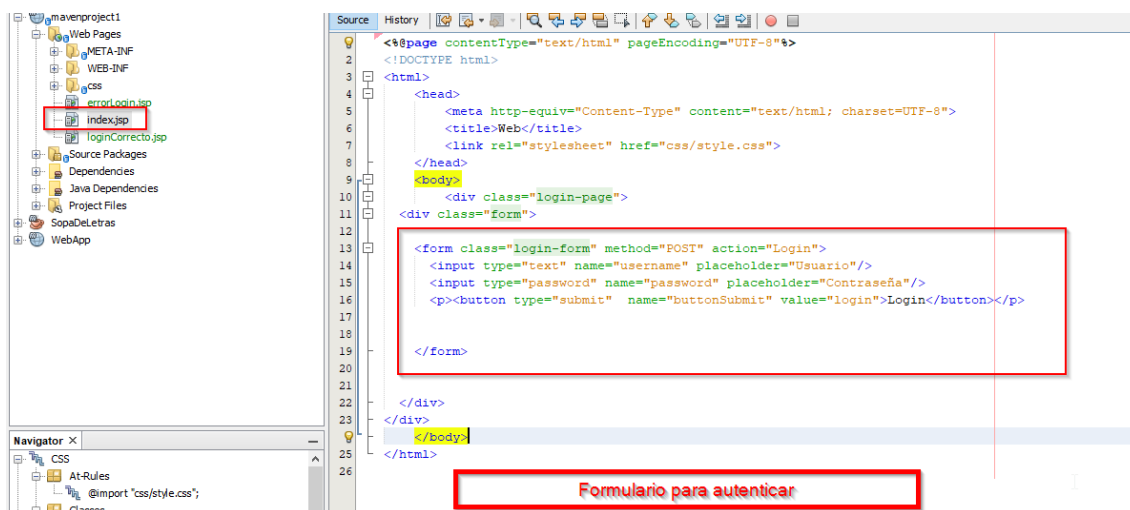 mavenproject1
Web Pages
META-INF
WEB-INF
css
errorLogin.jsp
index.jsp
loginCorrecto.jsp
Source Packages
Dependencies
Java Dependencies
Project Files
SopaDeLetras
WebApp
Navigator ×
CSS
At-Rules
@import "css/style.css";
Classes
Source History
<%@page contentType="text/html" pageEncoding="UTF-8"%>
2 <!DOCTYPE html>
3 <html>
4 <head>
5 <meta http-equiv="Content-Type" content="text/html; charset=UTF-8">
6 <title>Web</title>
7 <link rel="stylesheet" href="css/style.css">
8 </head>
9 <body>
10 <div class="login-page">
11 <div class="form">
12
13 <form class="login-form" method="POST" action="Login">
14 <input type="text" name="username" placeholder="Usuario"/>
15 <input type="password" name="password" placeholder="Contraseña"/>
16 <p><button type="submit" name="buttonSubmit" value="login">Login</button></p>
17
18
19 </form>
20
21
22 </div>
23 </div>
</body>
25 </html>
26
Formulario para autenticar